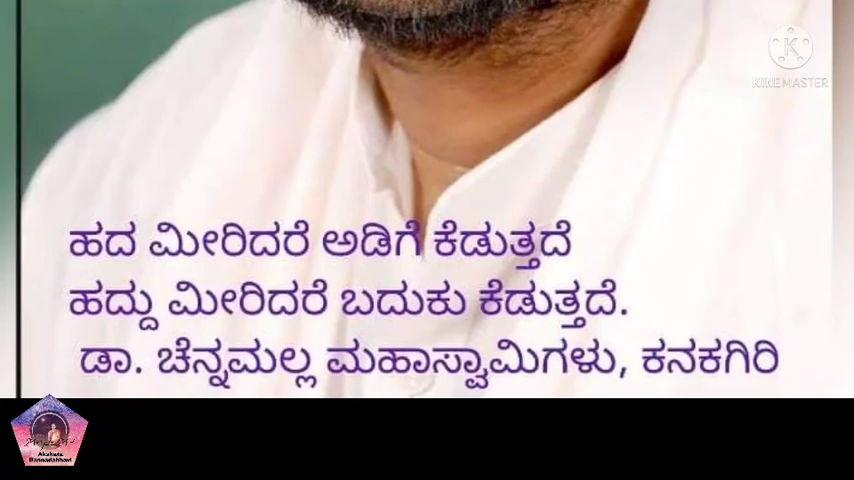 KINEMASTER
ಹದ ಮೀರಿದರೆ ಅಡಿಗೆ ಕೆಡುತ್ತದೆ
ಹದ್ದು ಮೀರಿದರೆ ಬದುಕು ಕೆಡುತ್ತದೆ.
ಡಾ. ಚೆನ್ನಮಲ್ಲ ಮಹಾಸ್ವಾಮಿಗಳು, ಕನಕಗಿರಿ